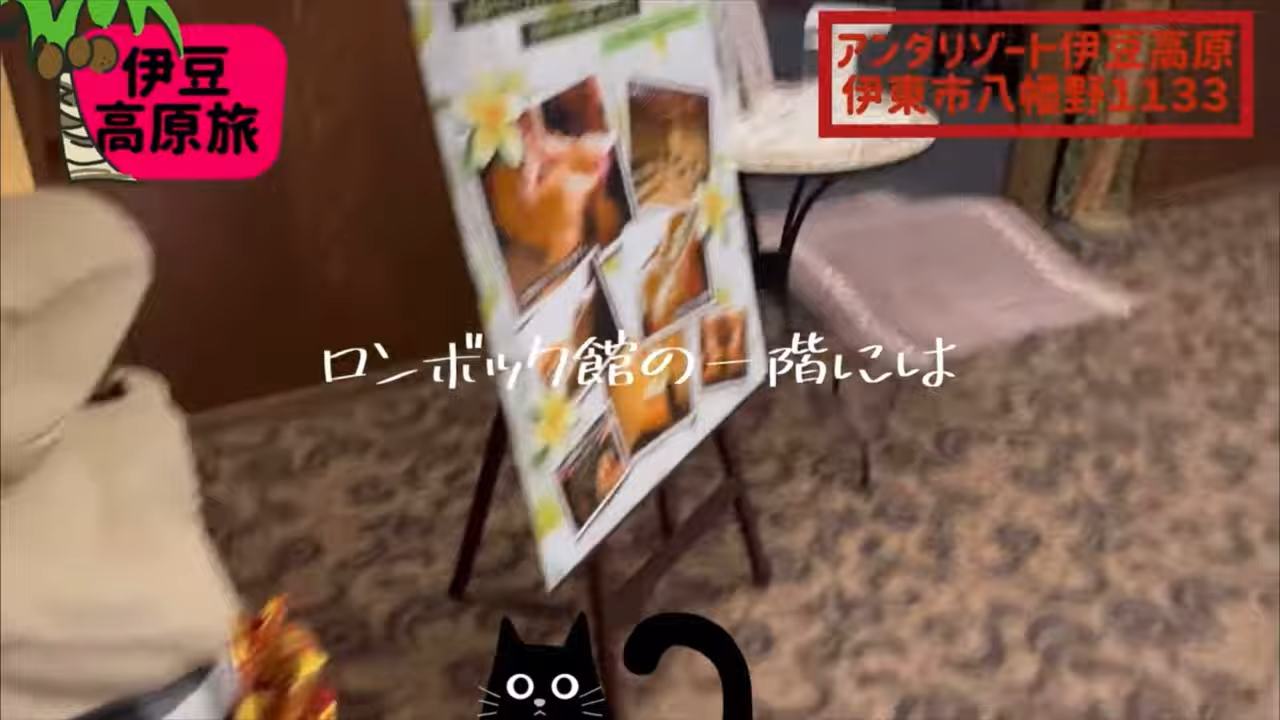 伊豆
高原旅
アンダリゾート伊豆高原
伊東市八幡野1133
ロンボック館の一階には